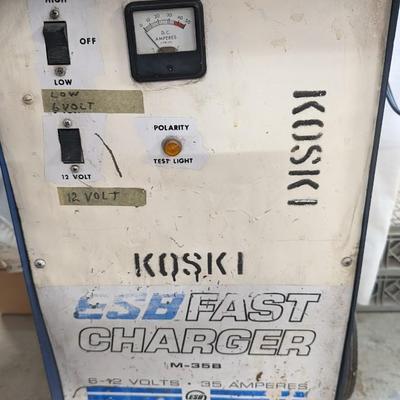 HIGH
OFF
LOW
LOW
6 VOLT
12 VOLT
12 VOLT
D.C.
AMPERES
POLARITY
TEST LIGHT
KOSKI
KOSKI
ESB FAST
CHARGER
M-35B
6-12 VOLTS · 35 AMPERES
ESB